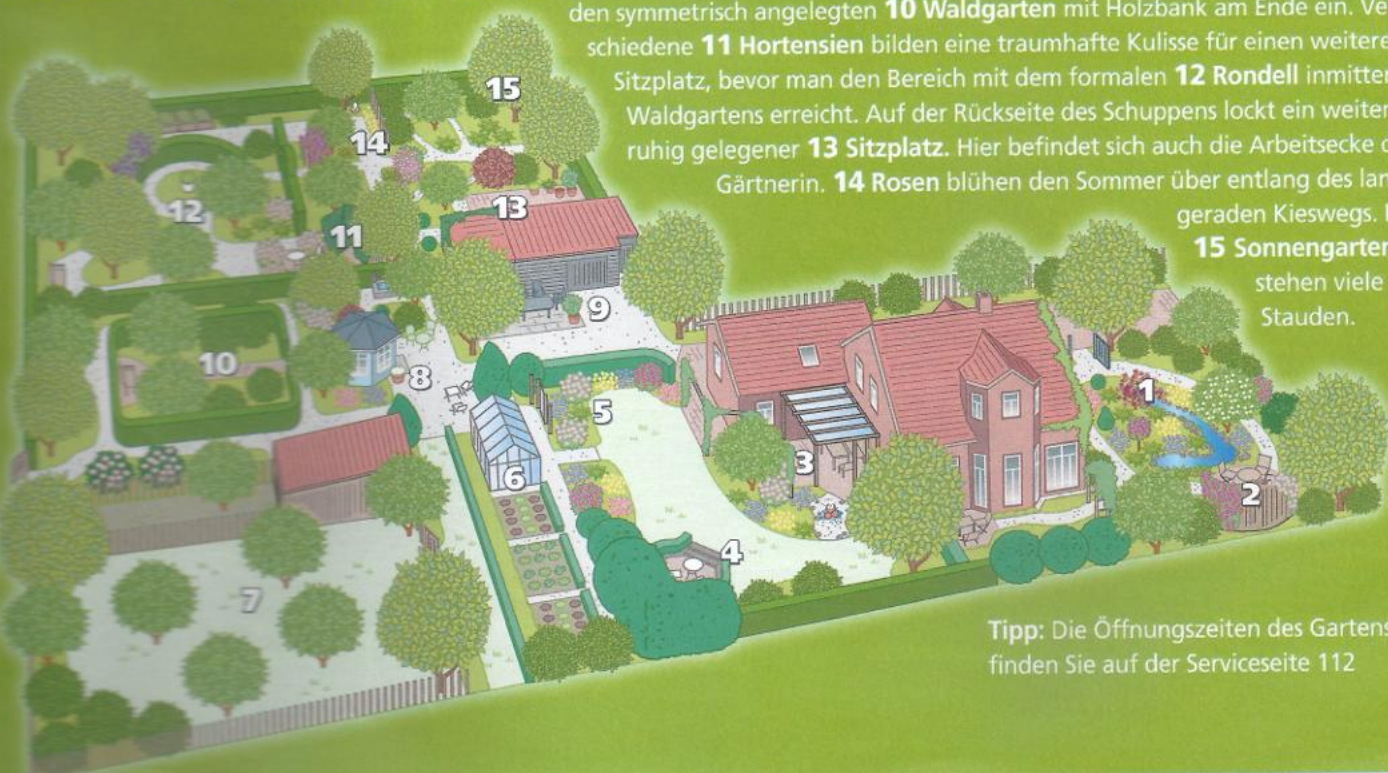 den symmetrisch angelegten 10 Waldgarten mit Holzbank am Ende ein. Ve
schiedene 11 Hortensien bilden eine traumhafte Kulisse für einen weitere
Sitzplatz, bevor man den Bereich mit dem formalen 12 Rondell inmitten
Waldgartens erreicht. Auf der Rückseite des Schuppens lockt ein weiter
ruhig gelegener 13 Sitzplatz. Hier befindet sich auch die Arbeitsecke
Gärtnerin. 14 Rosen blühen den Sommer über entlang des lan
geraden Kieswegs.
15 Sonnengarten
stehen viele
Stauden.
15
14
12
13
11
9
10
8
1
5
3
6
2
4
7
Tipp: Die Öffnungszeiten des Gartens
finden Sie auf der Serviceseite 112